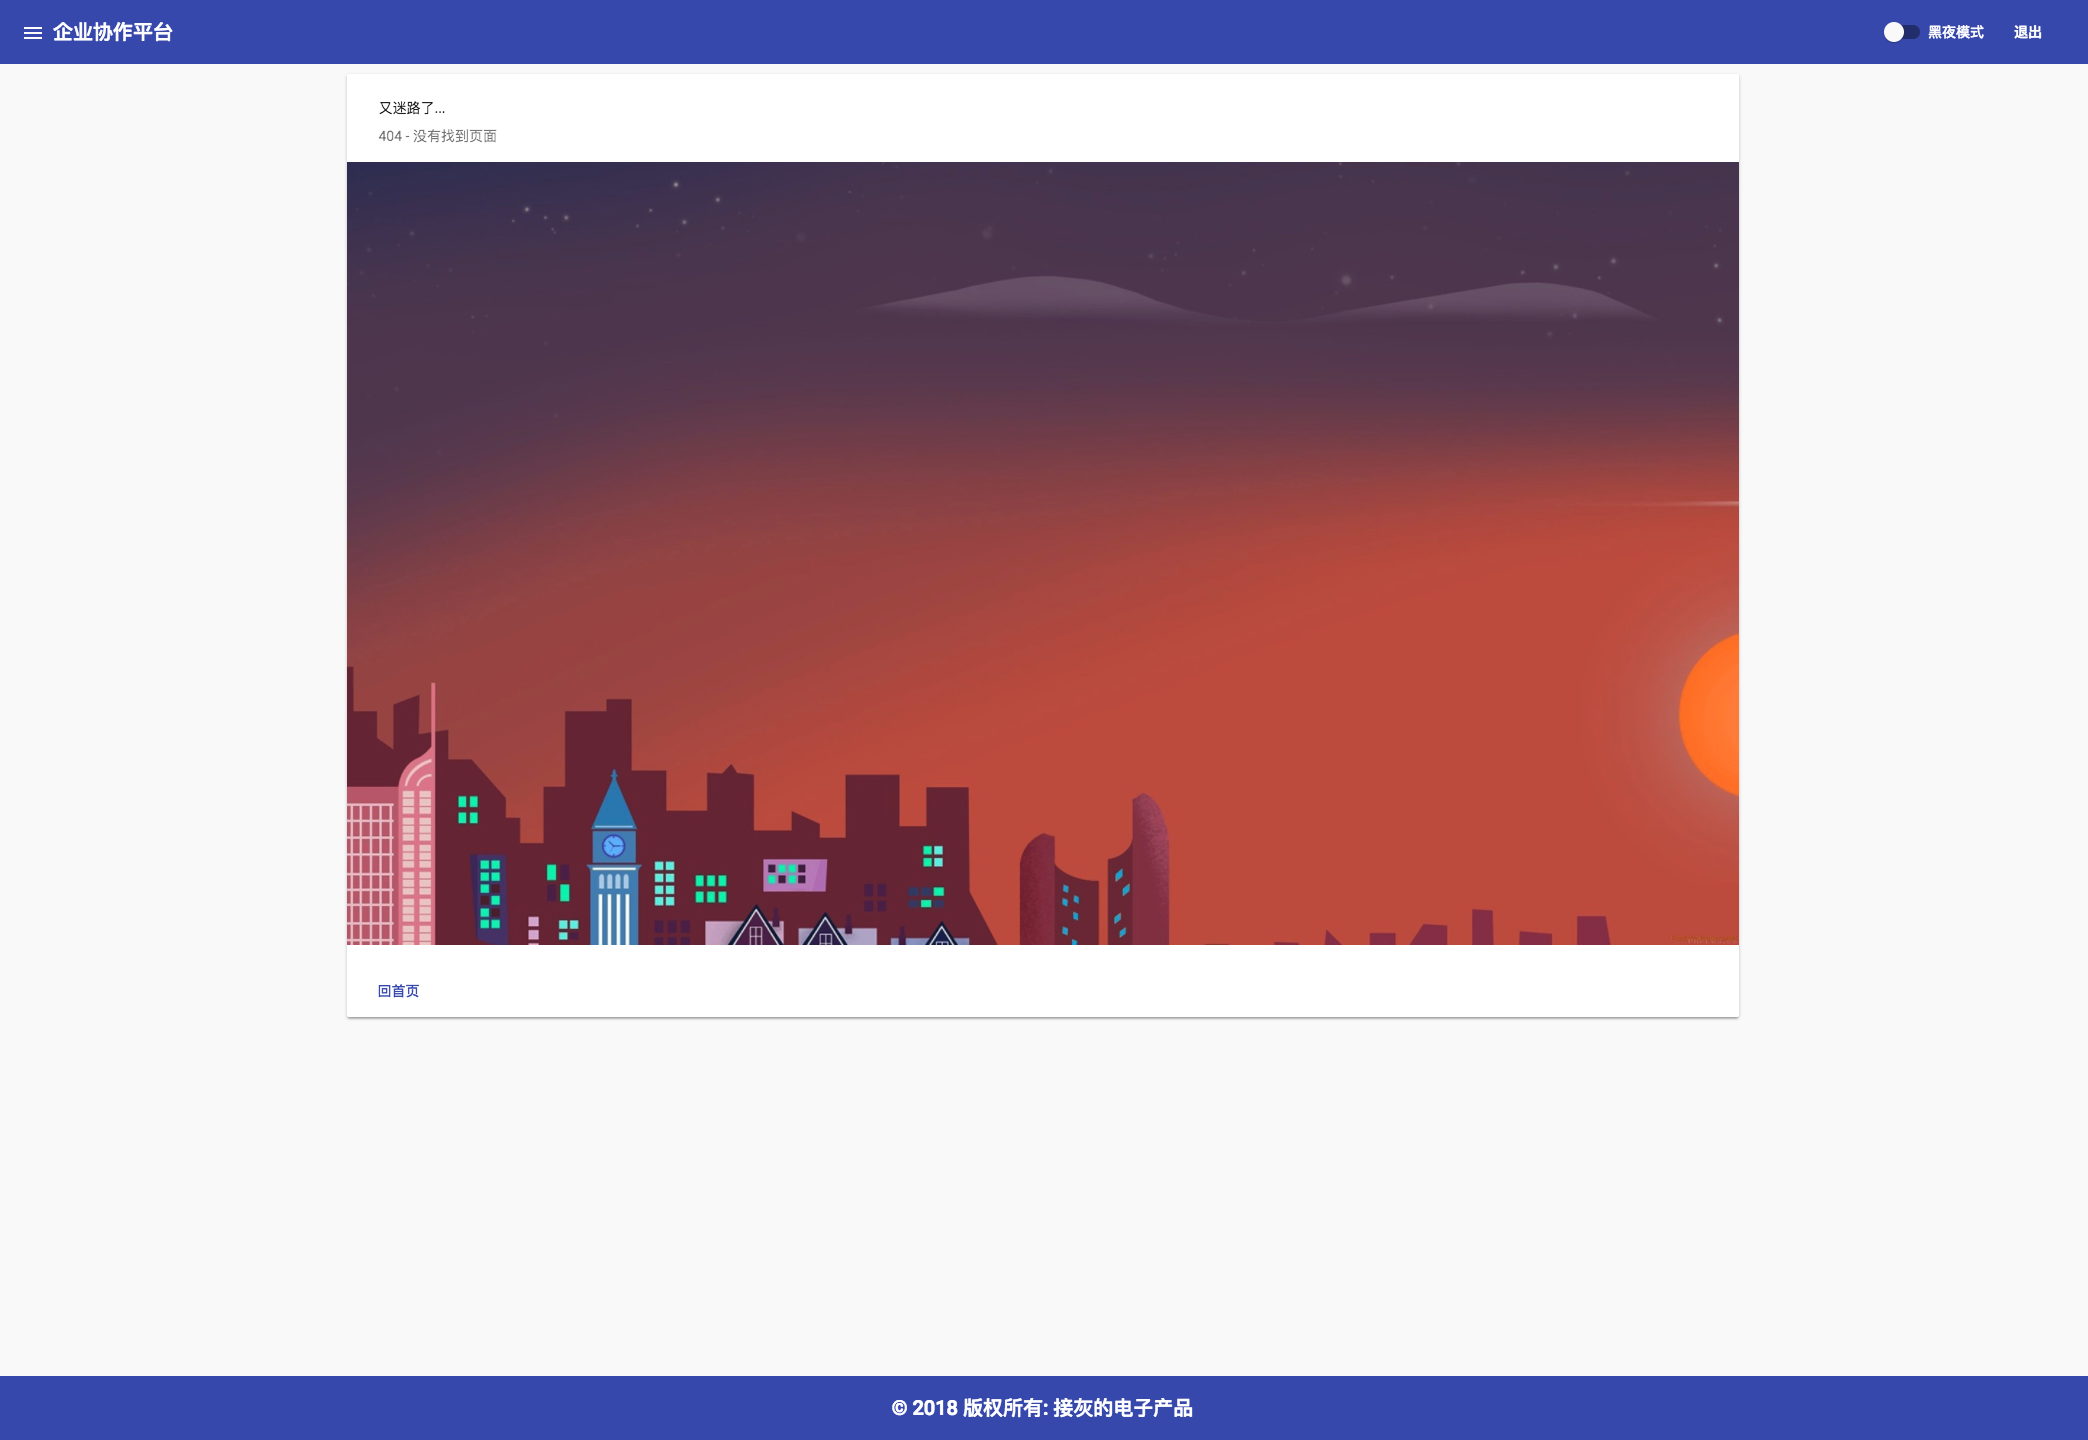 企业协作平台
黑夜模式
退出
又迷路了...
404 - 没有找到页面
回首页
© 2018 版权所有: 接灰的电子产品